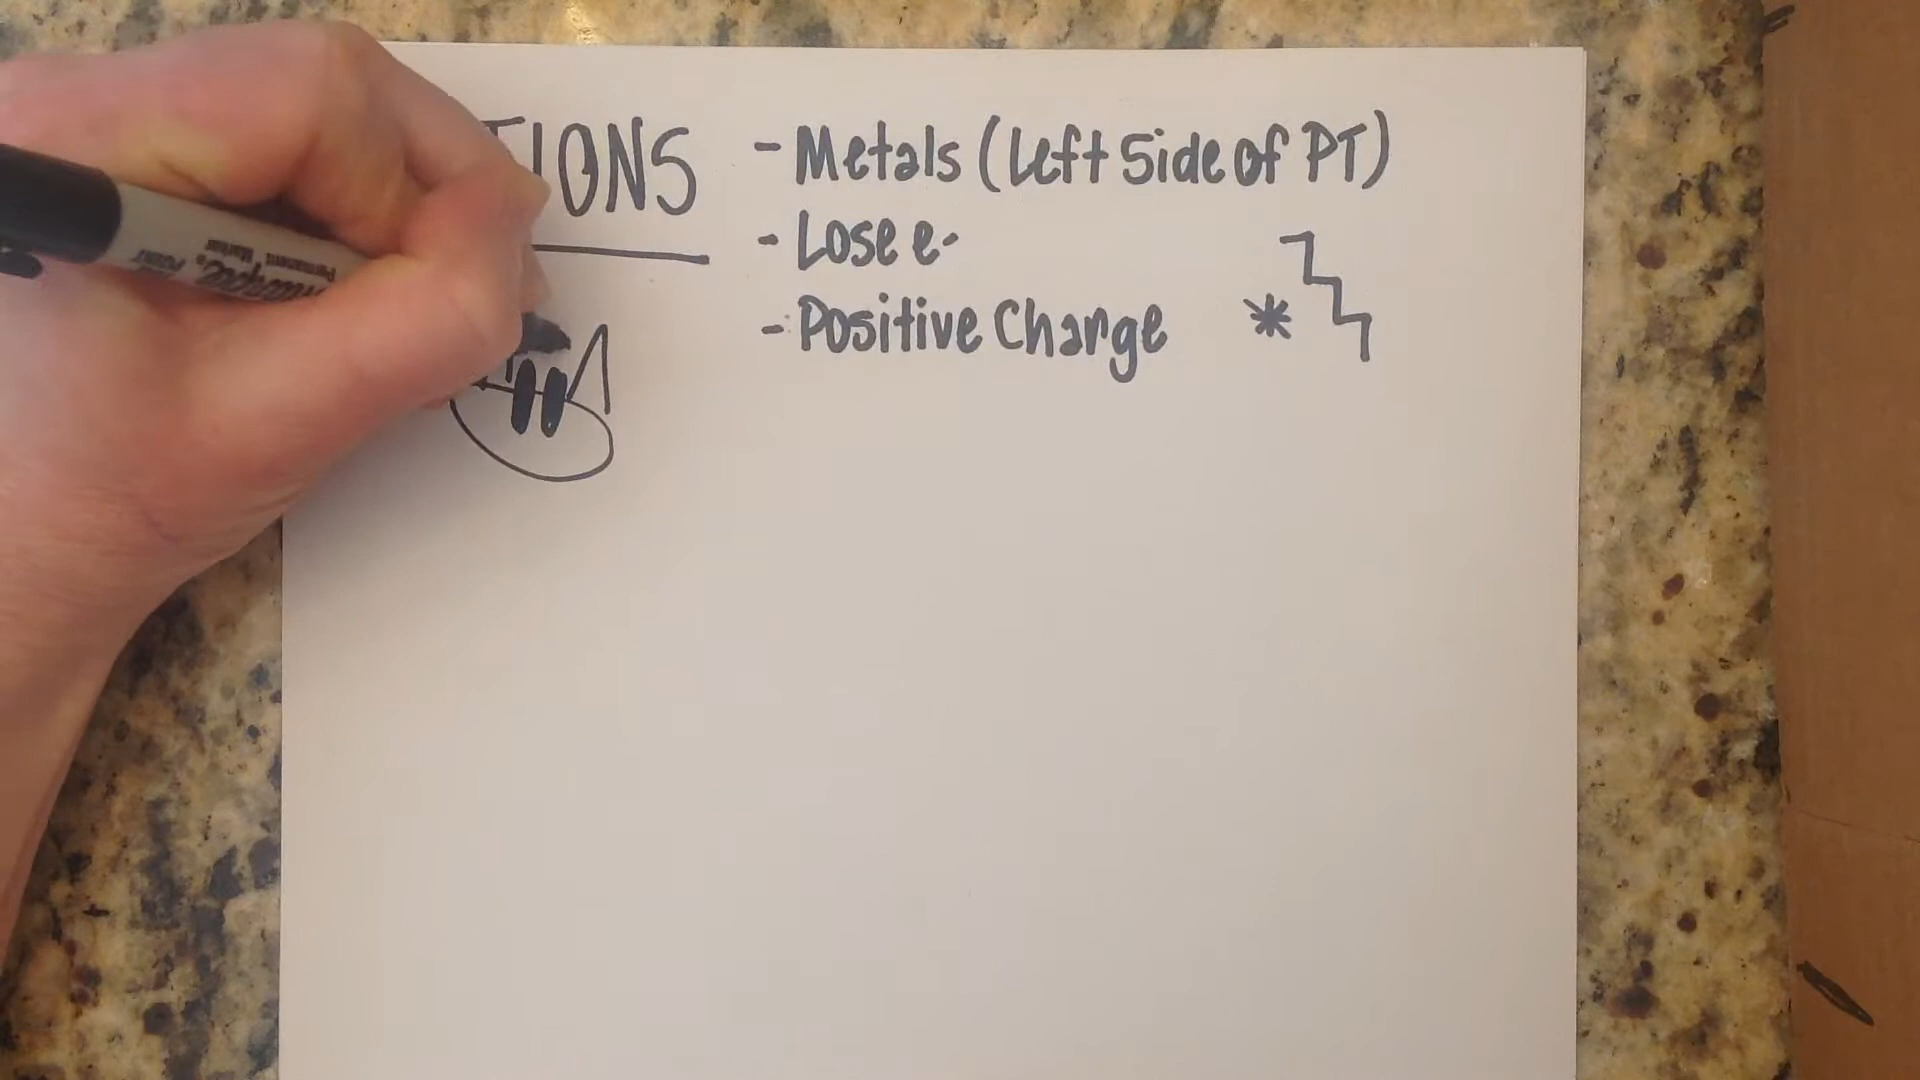 TIONS
- Metals (Left Side of PT)
- Lose e-
- Positive Charge
*